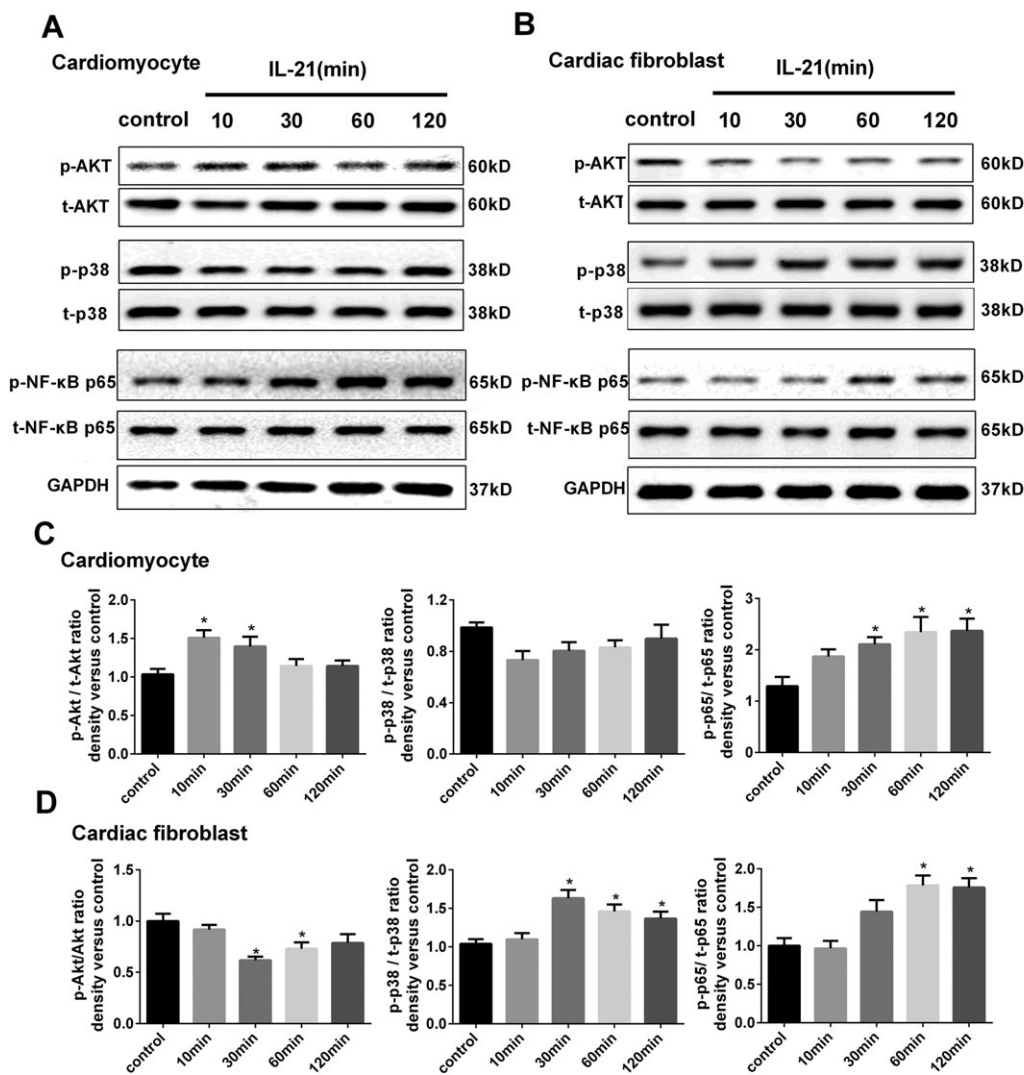 A
Cardiomyocyte
IL-21(min)
control 10 30 60 120
p-AKT 60kD
t-AKT 60kD
p-p38 38kD
t-p38 38kD
p-NF-κB p65 65kD
t-NF-κB p65 65kD
GAPDH 37kD
B
Cardiac fibroblast
IL-21(min)
control 10 30 60 120
p-AKT 60kD
t-AKT 60kD
p-p38 38kD
t-p38 38kD
p-NF-κB p65 65kD
t-NF-κB p65 65kD
GAPDH 37kD
C
Cardiomyocyte
p-Akt / t-Akt ratio
density versus control
2.0
1.5
1.0
0.5
0.0
* *
control 10min 30min 60min 120min
p-p38 / t-p38 ratio
density versus control
1.2
0.8
0.4
0.0
control 10min 30min 60min 120min
p-p65/ t-p65 ratio
density versus control
3
2
1
0
* * *
control 10min 30min 60min 120min
D
Cardiac fibroblast
p-Akt/Akt ratio
density versus control
1.5
1.0
0.5
0.0
* *
control 10min 30min 60min 120min
p-p38 / t-p38 ratio
density versus control
2.0
1.5
1.0
0.5
0.0
* * *
control 10min 30min 60min 120min
p-p65/ t-p65 ratio
density versus control
2.0
1.5
1.0
0.5
0.0
* *
control 10min 30min 60min 120min